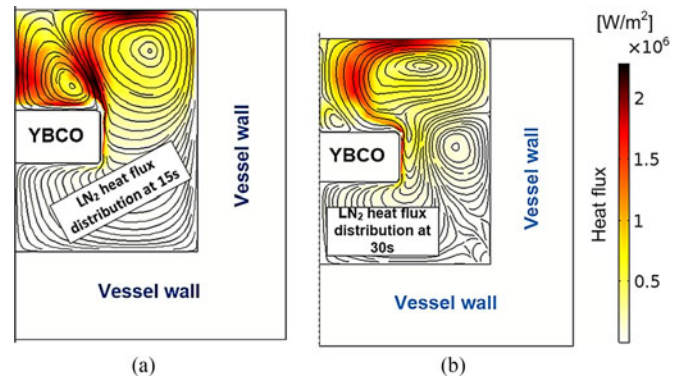 [W/m²]
×10⁶
2
1.5
1
0.5
Heat flux
YBCO
LN₂ heat flux
distribution at 15s
Vessel wall
Vessel wall
(a)
YBCO
LN₂ heat flux
distribution at
30s
Vessel wall
Vessel wall
(b)